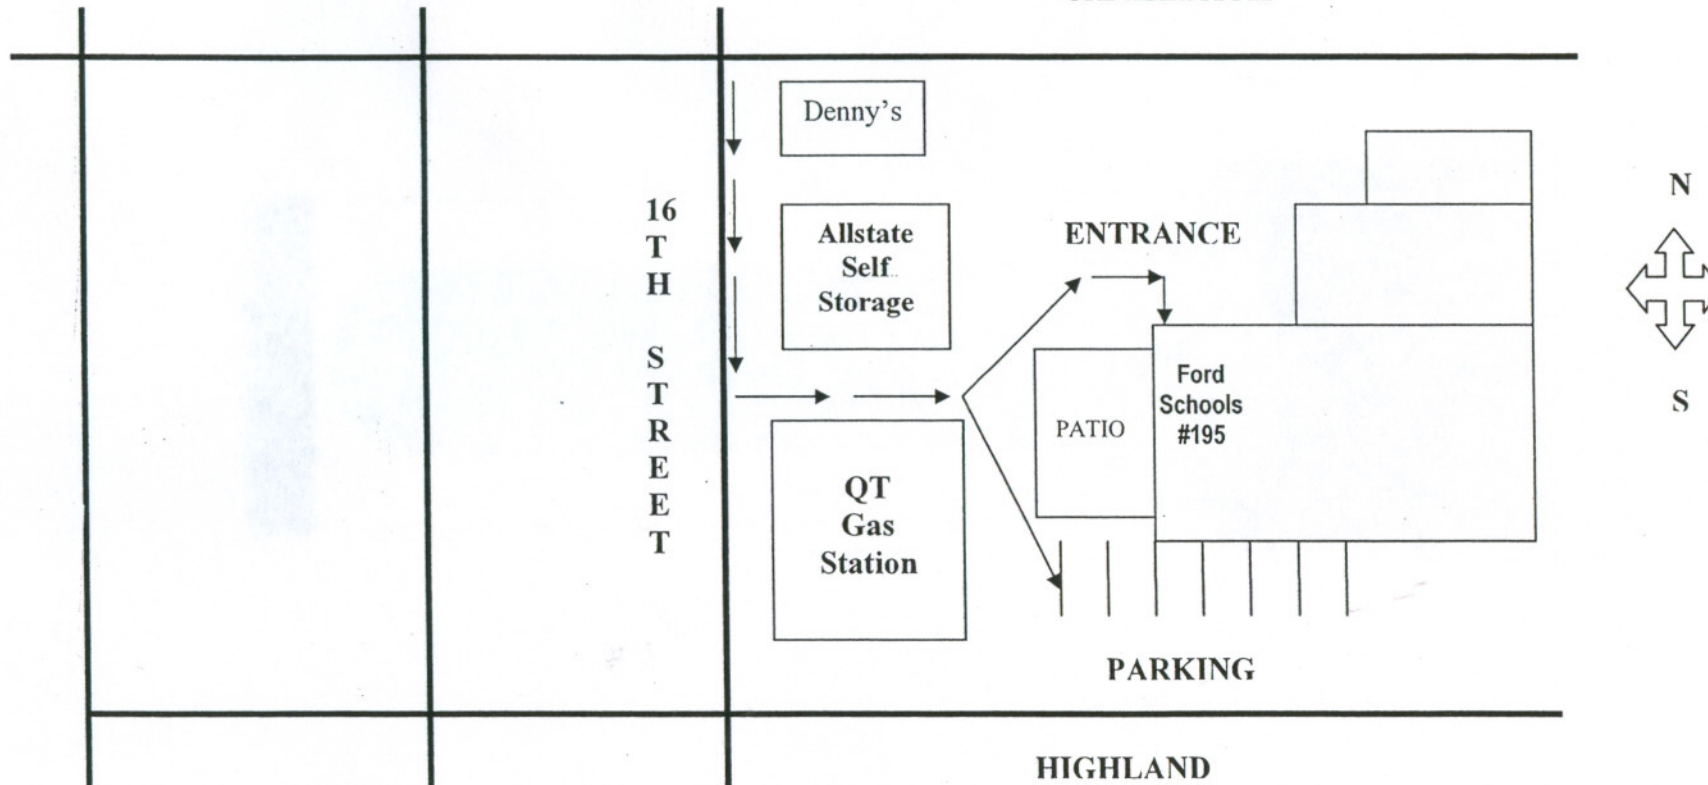 Denny's
16
T
H
S
T
R
E
E
T
Allstate
Self
Storage
ENTRANCE
N
S
Ford
Schools
#195
PATIO
QT
Gas
Station
PARKING
HIGHLAND